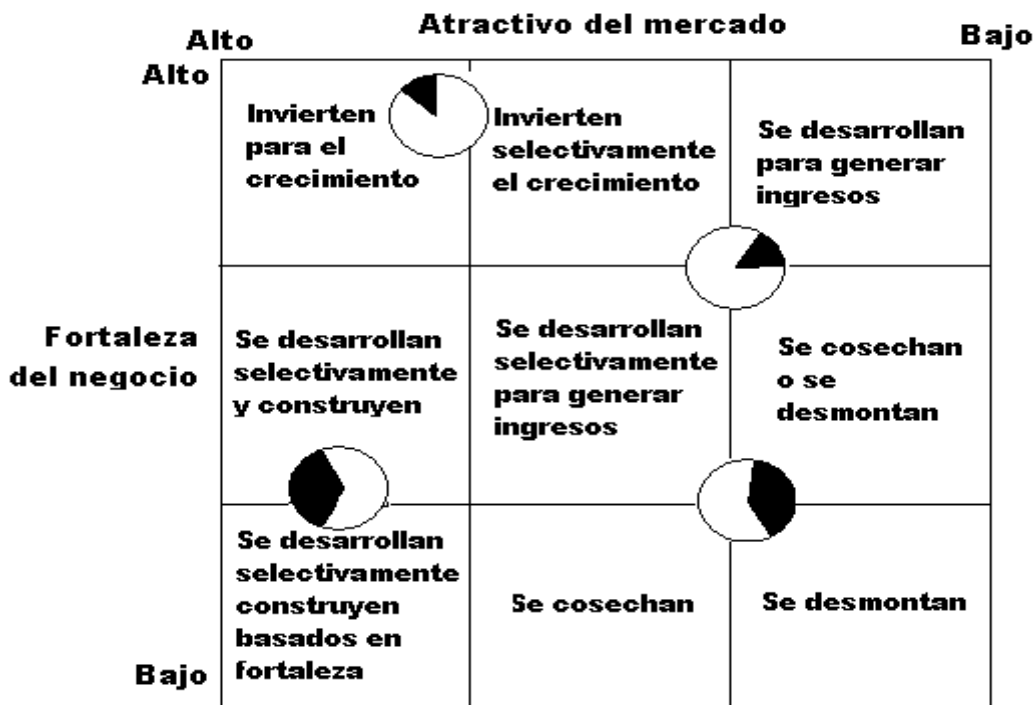 Atractivo del mercado
Alto
Bajo
Alto
Invierten
para el
crecimiento
Invierten
selectivamente
el crecimiento
Se desarrollan
para generar
ingresos
Fortaleza
del negocio
Se desarrollan
selectivamente
y construyen
Se desarrollan
selectivamente
para generar
ingresos
Se cosechan
o se
desmontan
Se desarrollan
selectivamente
construyen
basados en
fortaleza
Se cosechan
Se desmontan
Bajo